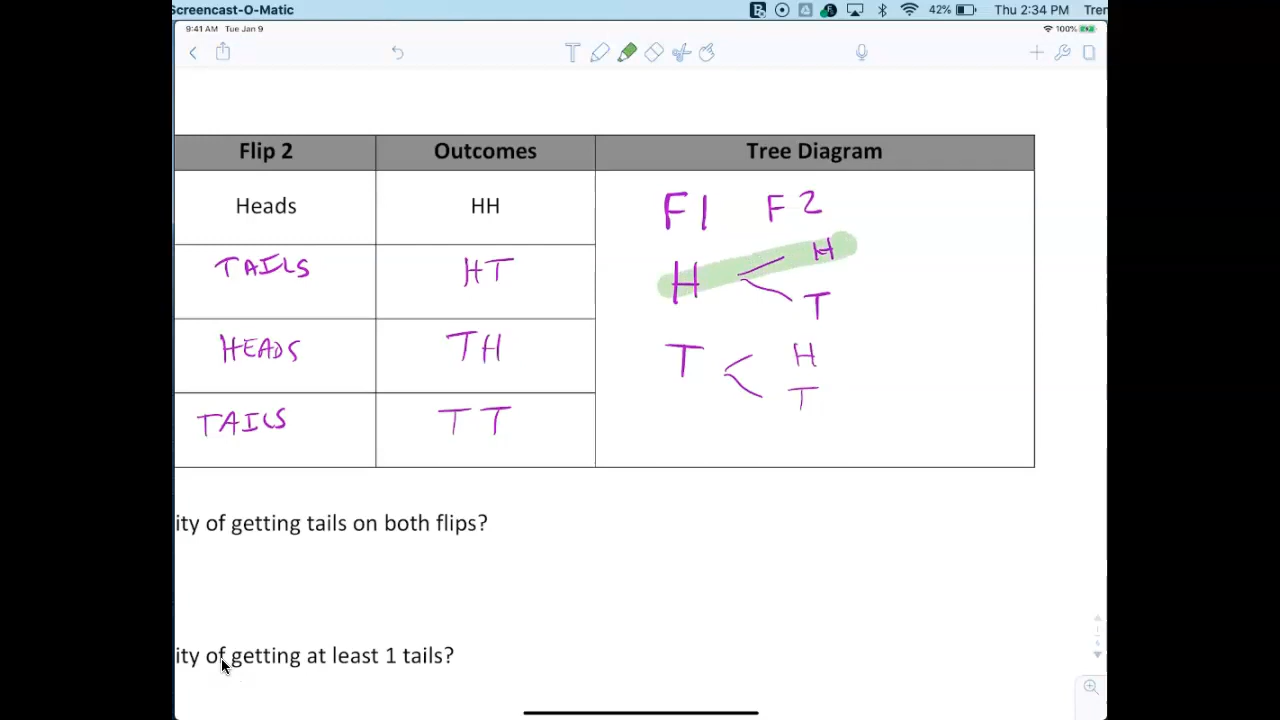 Screencast-O-Matic 42% Thu 2:34 PM Tren
9:41 AM Tue Jan 9 100%
Flip 2 Outcomes Tree Diagram
Heads HH F1 F2
TAILS HT H H
T
HEADS TH T H
T
TAILS TT
ity of getting tails on both flips?
ity of getting at least 1 tails?